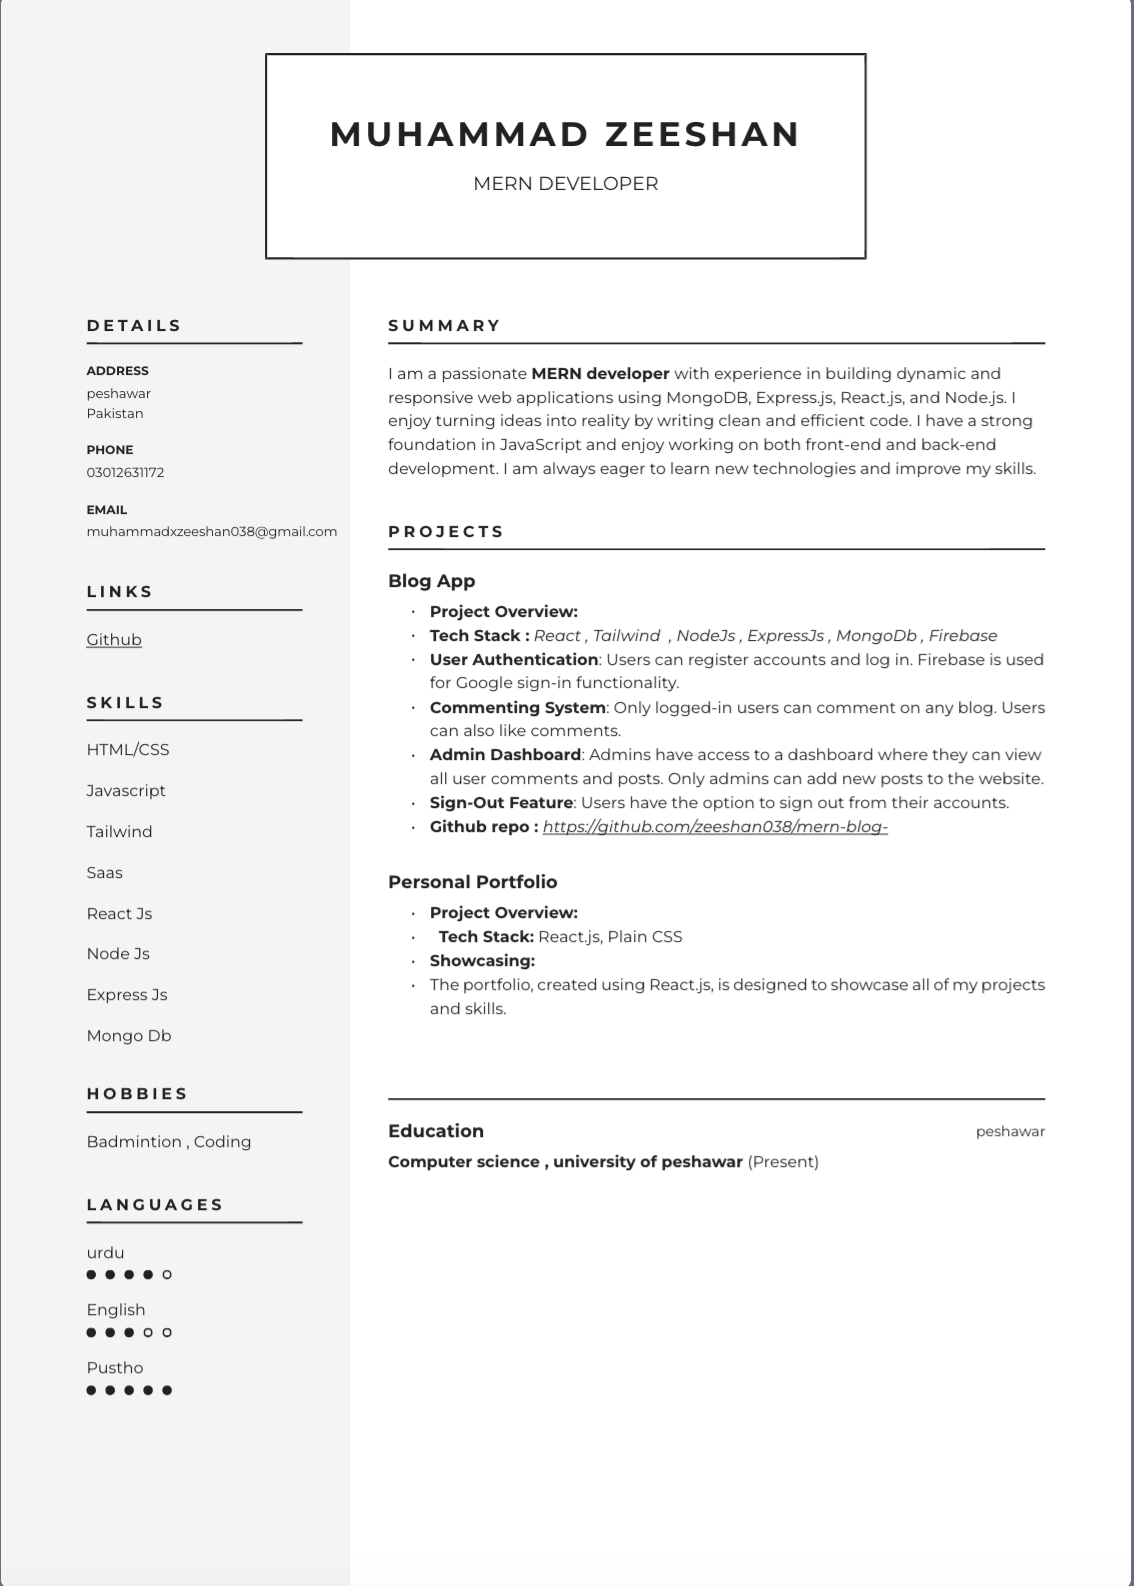 MUHAMMAD ZEESHAN
MERN DEVELOPER
DETAILS
ADDRESS
peshawar
Pakistan
PHONE
03012631172
EMAIL
muhammadxzeeshan038@gmail.com
LINKS
Github
SKILLS
HTML/CSS
Javascript
Tailwind
Saas
React Js
Node Js
Express Js
Mongo Db
HOBBIES
Badmintion , Coding
LANGUAGES
urdu
English
Pustho
SUMMARY
I am a passionate MERN developer with experience in building dynamic and
responsive web applications using MongoDB, Express.js, React.js, and Node.js. I
enjoy turning ideas into reality by writing clean and efficient code. I have a strong
foundation in JavaScript and enjoy working on both front-end and back-end
development. I am always eager to learn new technologies and improve my skills.
PROJECTS
Blog App
• Project Overview:
• Tech Stack : React , Tailwind , NodeJs , ExpressJs , MongoDb , Firebase
• User Authentication: Users can register accounts and log in. Firebase is used
for Google sign-in functionality.
• Commenting System: Only logged-in users can comment on any blog. Users
can also like comments.
• Admin Dashboard: Admins have access to a dashboard where they can view
all user comments and posts. Only admins can add new posts to the website.
• Sign-Out Feature: Users have the option to sign out from their accounts.
• Github repo : https://github.com/zeeshan038/mern-blog-
Personal Portfolio
• Project Overview:
• Tech Stack: React.js, Plain CSS
• Showcasing:
• The portfolio, created using React.js, is designed to showcase all of my projects
and skills.
Education peshawar
Computer science , university of peshawar (Present)